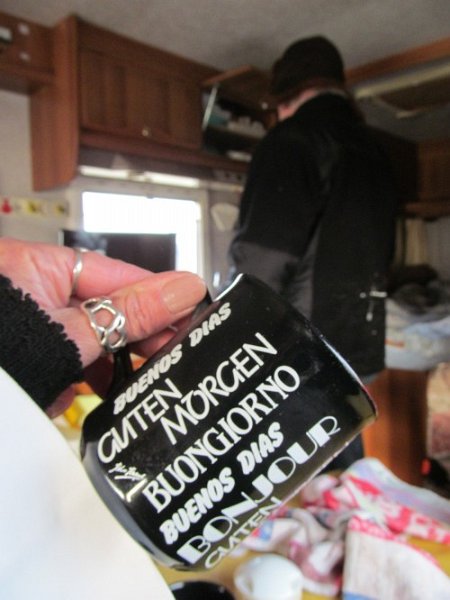 BUENOS DIAS
GUTEN MORGEN
BUONGIORNO
BUENOS DIAS
BONJOUR
GUTEN